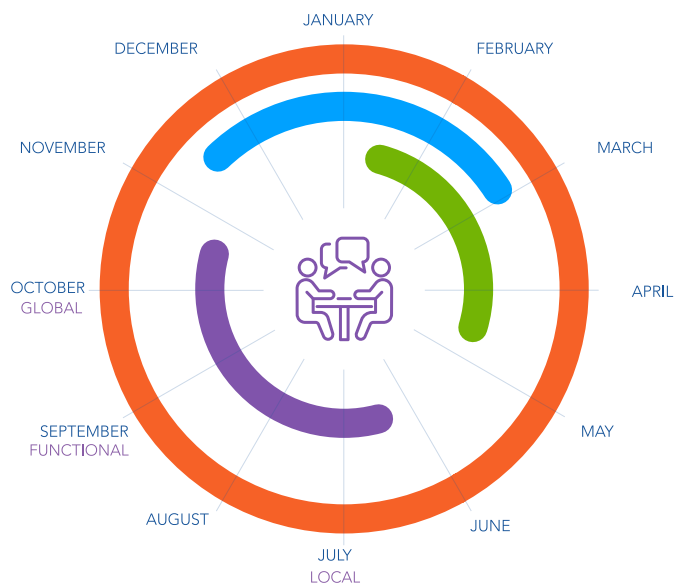 JANUARY
FEBRUARY
MARCH
APRIL
MAY
JUNE
JULY
LOCAL
AUGUST
SEPTEMBER
FUNCTIONAL
OCTOBER
GLOBAL
NOVEMBER
DECEMBER